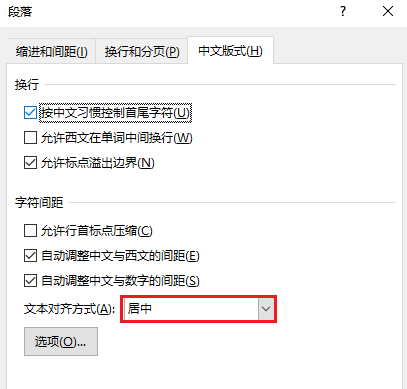 段落
?
缩进和间距(I) 换行和分页(P) 中文版式(H)
换行
按中文习惯控制首尾字符(U)
允许西文在单词中间换行(W)
允许标点溢出边界(N)
字符间距
允许行首标点压缩(C)
自动调整中文与西文的间距(E)
自动调整中文与数字的间距(S)
文本对齐方式(A): 居中
选项(O)...